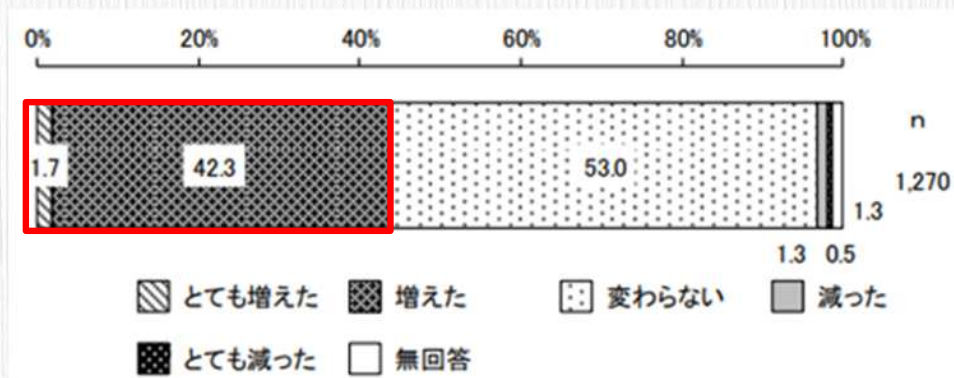 0% 20% 40% 60% 80% 100%
n
1.7 42.3 53.0 1,270
1.3
1.3 0.5
とても増えた 増えた 変わらない 減った
とても減った 無回答